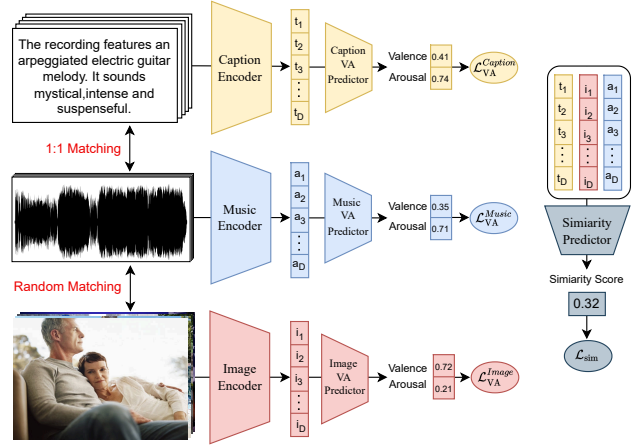 The recording features an
arpeggiated electric guitar
melody. It sounds
mystical,intense and
suspenseful.
Caption
Encoder
t1
t2
t3
tD
Caption
VA
Predictor
Valence 0.41
Arousal 0.74
ℒ_VA^Caption
1:1 Matching
Music
Encoder
a1
a2
a3
aD
Music
VA
Predictor
Valence 0.35
Arousal 0.71
ℒ_VA^Music
Random Matching
Image
Encoder
i1
i2
i3
iD
Image
VA
Predictor
Valence 0.72
Arousal 0.21
ℒ_VA^Image
t1 i1 a1
t2 i2 a2
t3 i3 a3
tD iD aD
Simiarity
Predictor
Simiarity Score
0.32
ℒ_sim